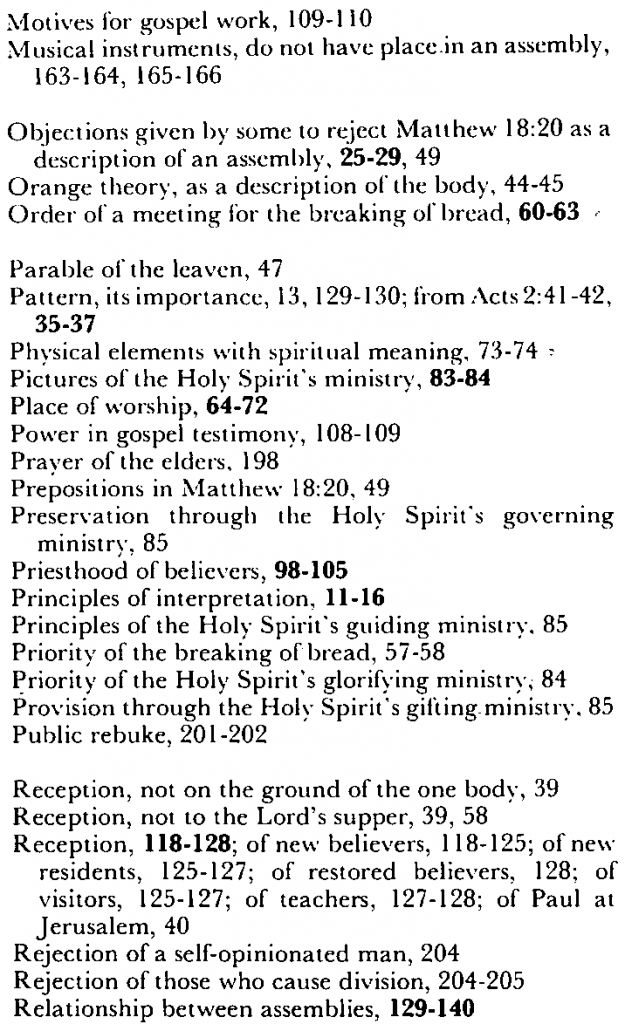 Motives for gospel work, 109-110
Musical instruments, do not have place in an assembly,
163-164, 165-166
Objections given by some to reject Matthew 18:20 as a
description of an assembly, 25-29, 49
Orange theory, as a description of the body, 44-45
Order of a meeting for the breaking of bread, 60-63
Parable of the leaven, 47
Pattern, its importance, 13, 129-130; from Acts 2:41-42,
35-37
Physical elements with spiritual meaning, 73-74
Pictures of the Holy Spirit's ministry, 83-84
Place of worship, 64-72
Power in gospel testimony, 108-109
Prayer of the elders, 198
Prepositions in Matthew 18:20, 49
Preservation through the Holy Spirit's governing
ministry, 85
Priesthood of believers, 98-105
Principles of interpretation, 11-16
Principles of the Holy Spirit's guiding ministry, 85
Priority of the breaking of bread, 57-58
Priority of the Holy Spirit's glorifying ministry, 84
Provision through the Holy Spirit's gifting ministry, 85
Public rebuke, 201-202
Reception, not on the ground of the one body, 39
Reception, not to the Lord's supper, 39, 58
Reception, 118-128; of new believers, 118-125; of new
residents, 125-127; of restored believers, 128; of
visitors, 125-127; of teachers, 127-128; of Paul at
Jerusalem, 40
Rejection of a self-opinionated man, 204
Rejection of those who cause division, 204-205
Relationship between assemblies, 129-140